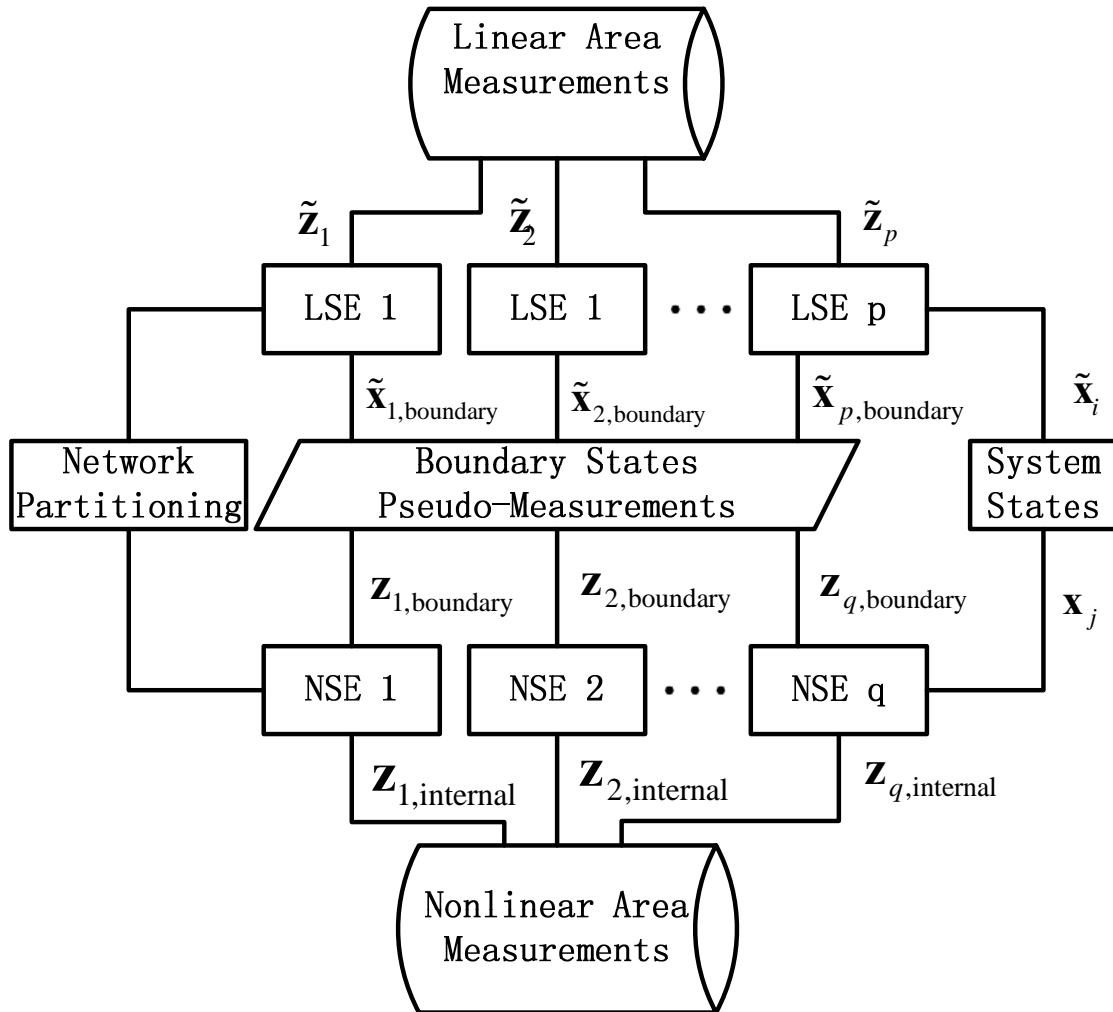 Linear Area
Measurements
z̃₁ z̃₂ z̃ₚ
LSE 1 LSE 1 ··· LSE p
x̃₁,boundary x̃₂,boundary x̃ₚ,boundary x̃ᵢ
Network
Partitioning
Boundary States
Pseudo-Measurements
System
States
z₁,boundary z₂,boundary z_q,boundary xⱼ
NSE 1 NSE 2 ··· NSE q
z₁,internal z₂,internal z_q,internal
Nonlinear Area
Measurements